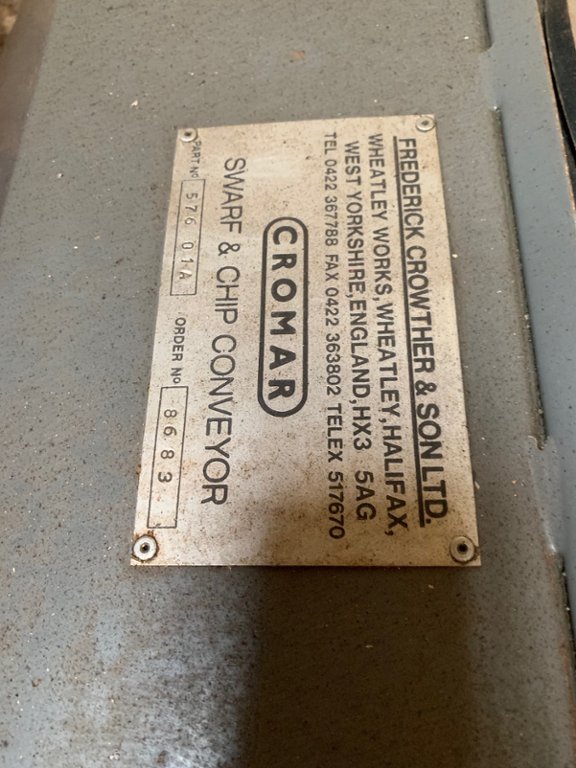 FREDERICK CROWTHER & SON LTD.
WHEATLEY WORKS, WHEATLEY, HALIFAX,
WEST YORKSHIRE, ENGLAND, HX3 5AG
TEL 0422 367788 FAX 0422 363802 TELEX 517670
CROMAR
SWARF & CHIP CONVEYOR
PART Nº 576 01A ORDER Nº 8683